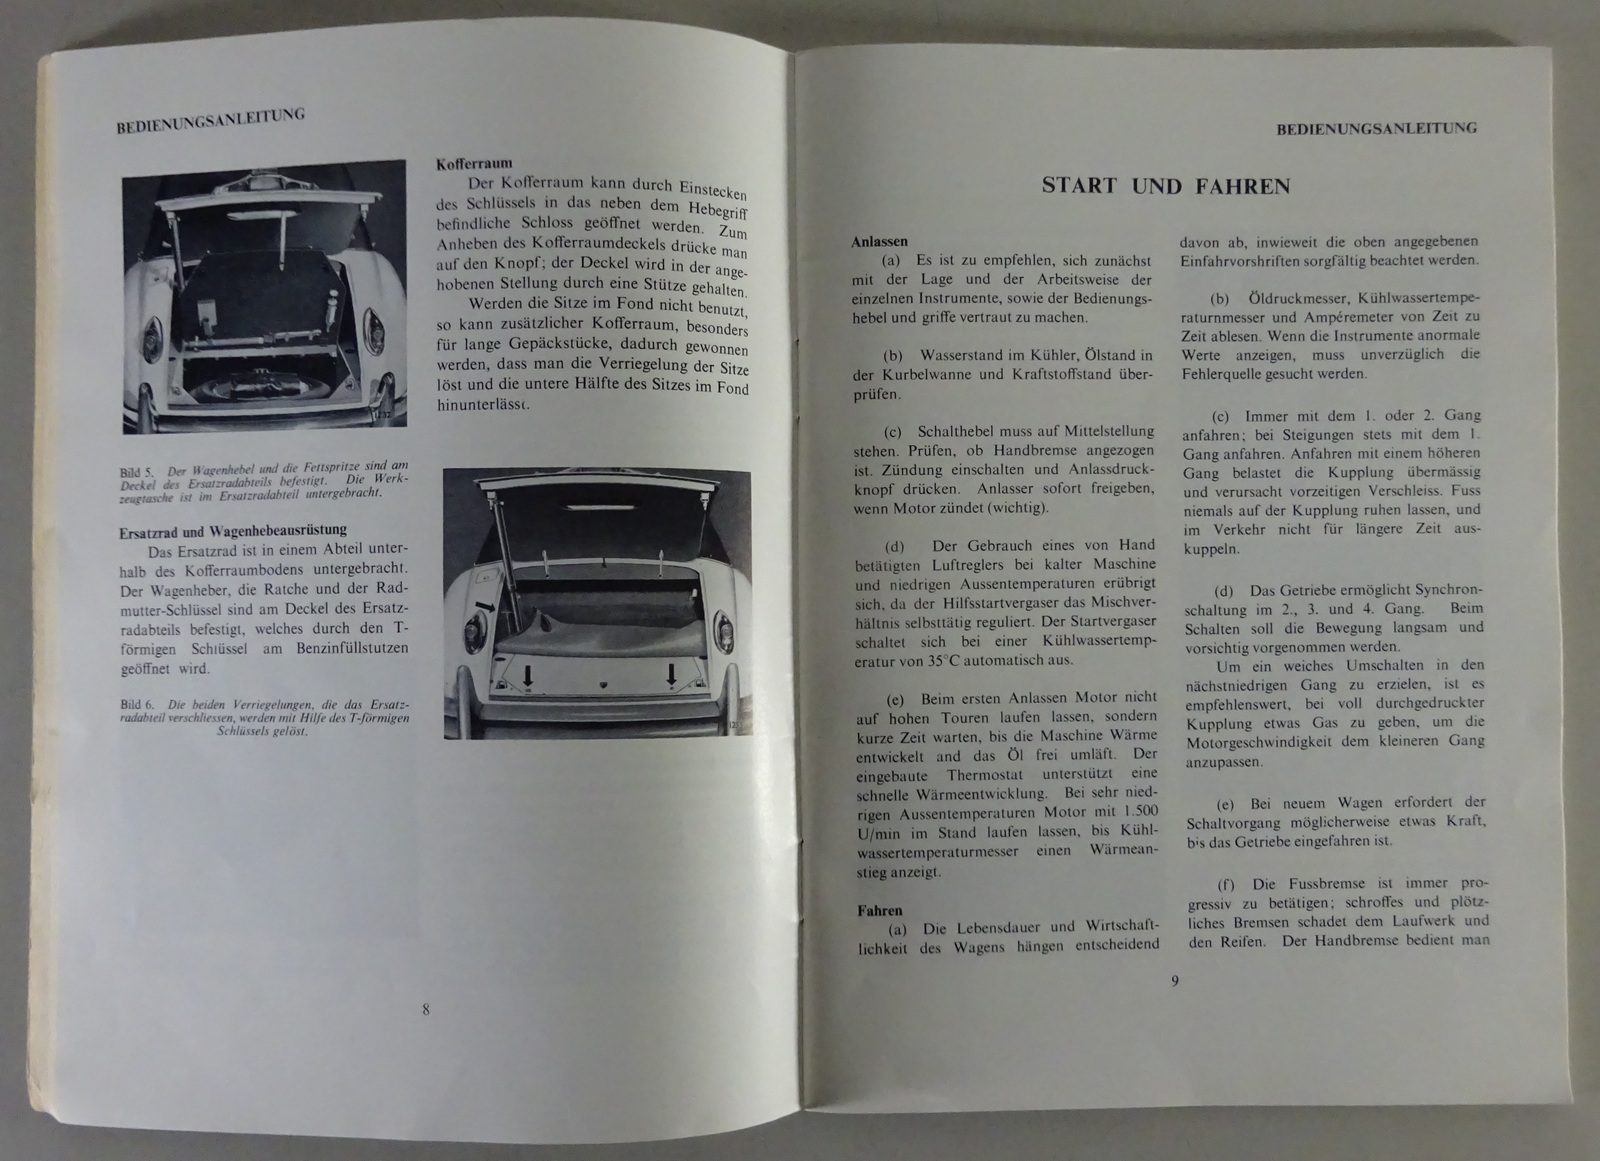 BEDIENUNGSANLEITUNG
Bild 5. Der Wagenheber und die Fettspritze sind am
Deckel des Ersatzradabteils befestigt. Die Werk-
zeugtasche ist im Ersatzradabteil untergebracht.
Ersatzrad und Wagenhebeausrüstung
Das Ersatzrad ist in einem Abteil unter-
halb des Kofferraumbodens untergebracht.
Der Wagenheber, die Ratche und der Rad-
mutter-Schlüssel sind am Deckel des Ersatz-
radabteils befestigt, welches durch den T-
förmigen Schlüssel am Benzinfüllstutzen
geöffnet wird.
Bild 6. Die beiden Verriegelungen, die das Ersatz-
radabteil verschliessen, werden mit Hilfe des T-förmigen
Schlüssels gelöst.
Kofferraum
Der Kofferraum kann durch Einstecken
des Schlüssels in das neben dem Hebegriff
befindliche Schloss geöffnet werden. Zum
Anheben des Kofferraumdeckels drücke man
auf den Knopf; der Deckel wird in der ange-
hobenen Stellung durch eine Stütze gehalten.
Werden die Sitze im Fond nicht benutzt,
so kann zusätzlicher Kofferraum, besonders
für lange Gepäckstücke, dadurch gewonnen
werden, dass man die Verriegelung der Sitze
löst und die untere Hälfte des Sitzes im Fond
hinunterlässt.
8
BEDIENUNGSANLEITUNG
START UND FAHREN
Anlassen
(a) Es ist zu empfehlen, sich zunächst
mit der Lage und der Arbeitsweise der
einzelnen Instrumente, sowie der Bedienungs-
hebel und griffe vertraut zu machen.
(b) Wasserstand im Kühler, Ölstand in
der Kurbelwanne und Kraftstoffstand über-
prüfen.
(c) Schalthebel muss auf Mittelstellung
stehen. Prüfen, ob Handbremse angezogen
ist. Zündung einschalten und Anlassdruck-
knopf drücken. Anlasser sofort freigeben,
wenn Motor zündet (wichtig).
(d) Der Gebrauch eines von Hand
betätigten Luftreglers bei kalter Maschine
und niedrigen Aussentemperaturen erübrigt
sich, da der Hilfsstartvergaser das Mischver-
hältnis selbsttätig reguliert. Der Startvergaser
schaltet sich bei einer Kühlwassertemp-
eratur von 35°C automatisch aus.
(e) Beim ersten Anlassen Motor nicht
auf hohen Touren laufen lassen, sondern
kurze Zeit warten, bis die Maschine Wärme
entwickelt and das Öl frei umläft. Der
eingebaute Thermostat unterstützt eine
schnelle Wärmeentwicklung. Bei sehr nied-
rigen Aussentemperaturen Motor mit 1.500
U/min im Stand laufen lassen, bis Kühl-
wassertemperaturmesser einen Wärmean-
stieg anzeigt.
Fahren
(a) Die Lebensdauer und Wirtschaft-
lichkeit des Wagens hängen entscheidend
davon ab, inwieweit die oben angegebenen
Einfahrvorshriften sorgfältig beachtet werden.
(b) Öldruckmesser, Kühlwassertempe-
raturnmesser und Ampéremeter von Zeit zu
Zeit ablesen. Wenn die Instrumente anormale
Werte anzeigen, muss unverzüglich die
Fehlerquelle gesucht werden.
(c) Immer mit dem 1. oder 2. Gang
anfahren; bei Steigungen stets mit dem 1.
Gang anfahren. Anfahren mit einem höheren
Gang belastet die Kupplung übermässig
und verursacht vorzeitigen Verschleiss. Fuss
niemals auf der Kupplung ruhen lassen, und
im Verkehr nicht für längere Zeit aus-
kuppeln.
(d) Das Getriebe ermöglicht Synchron-
schaltung im 2., 3. und 4. Gang. Beim
Schalten soll die Bewegung langsam und
vorsichtig vorgenommen werden.
Um ein weiches Umschalten in den
nächstniedrigen Gang zu erzielen, ist es
empfehlenswert, bei voll durchgedruckter
Kupplung etwas Gas zu geben, um die
Motorgeschwindigkeit dem kleineren Gang
anzupassen.
(e) Bei neuem Wagen erfordert der
Schaltvorgang möglicherweise etwas Kraft,
bis das Getriebe eingefahren ist.
(f) Die Fussbremse ist immer pro-
gressiv zu betätigen; schroffes und plötz-
liches Bremsen schadet dem Laufwerk und
den Reifen. Der Handbremse bedient man
9